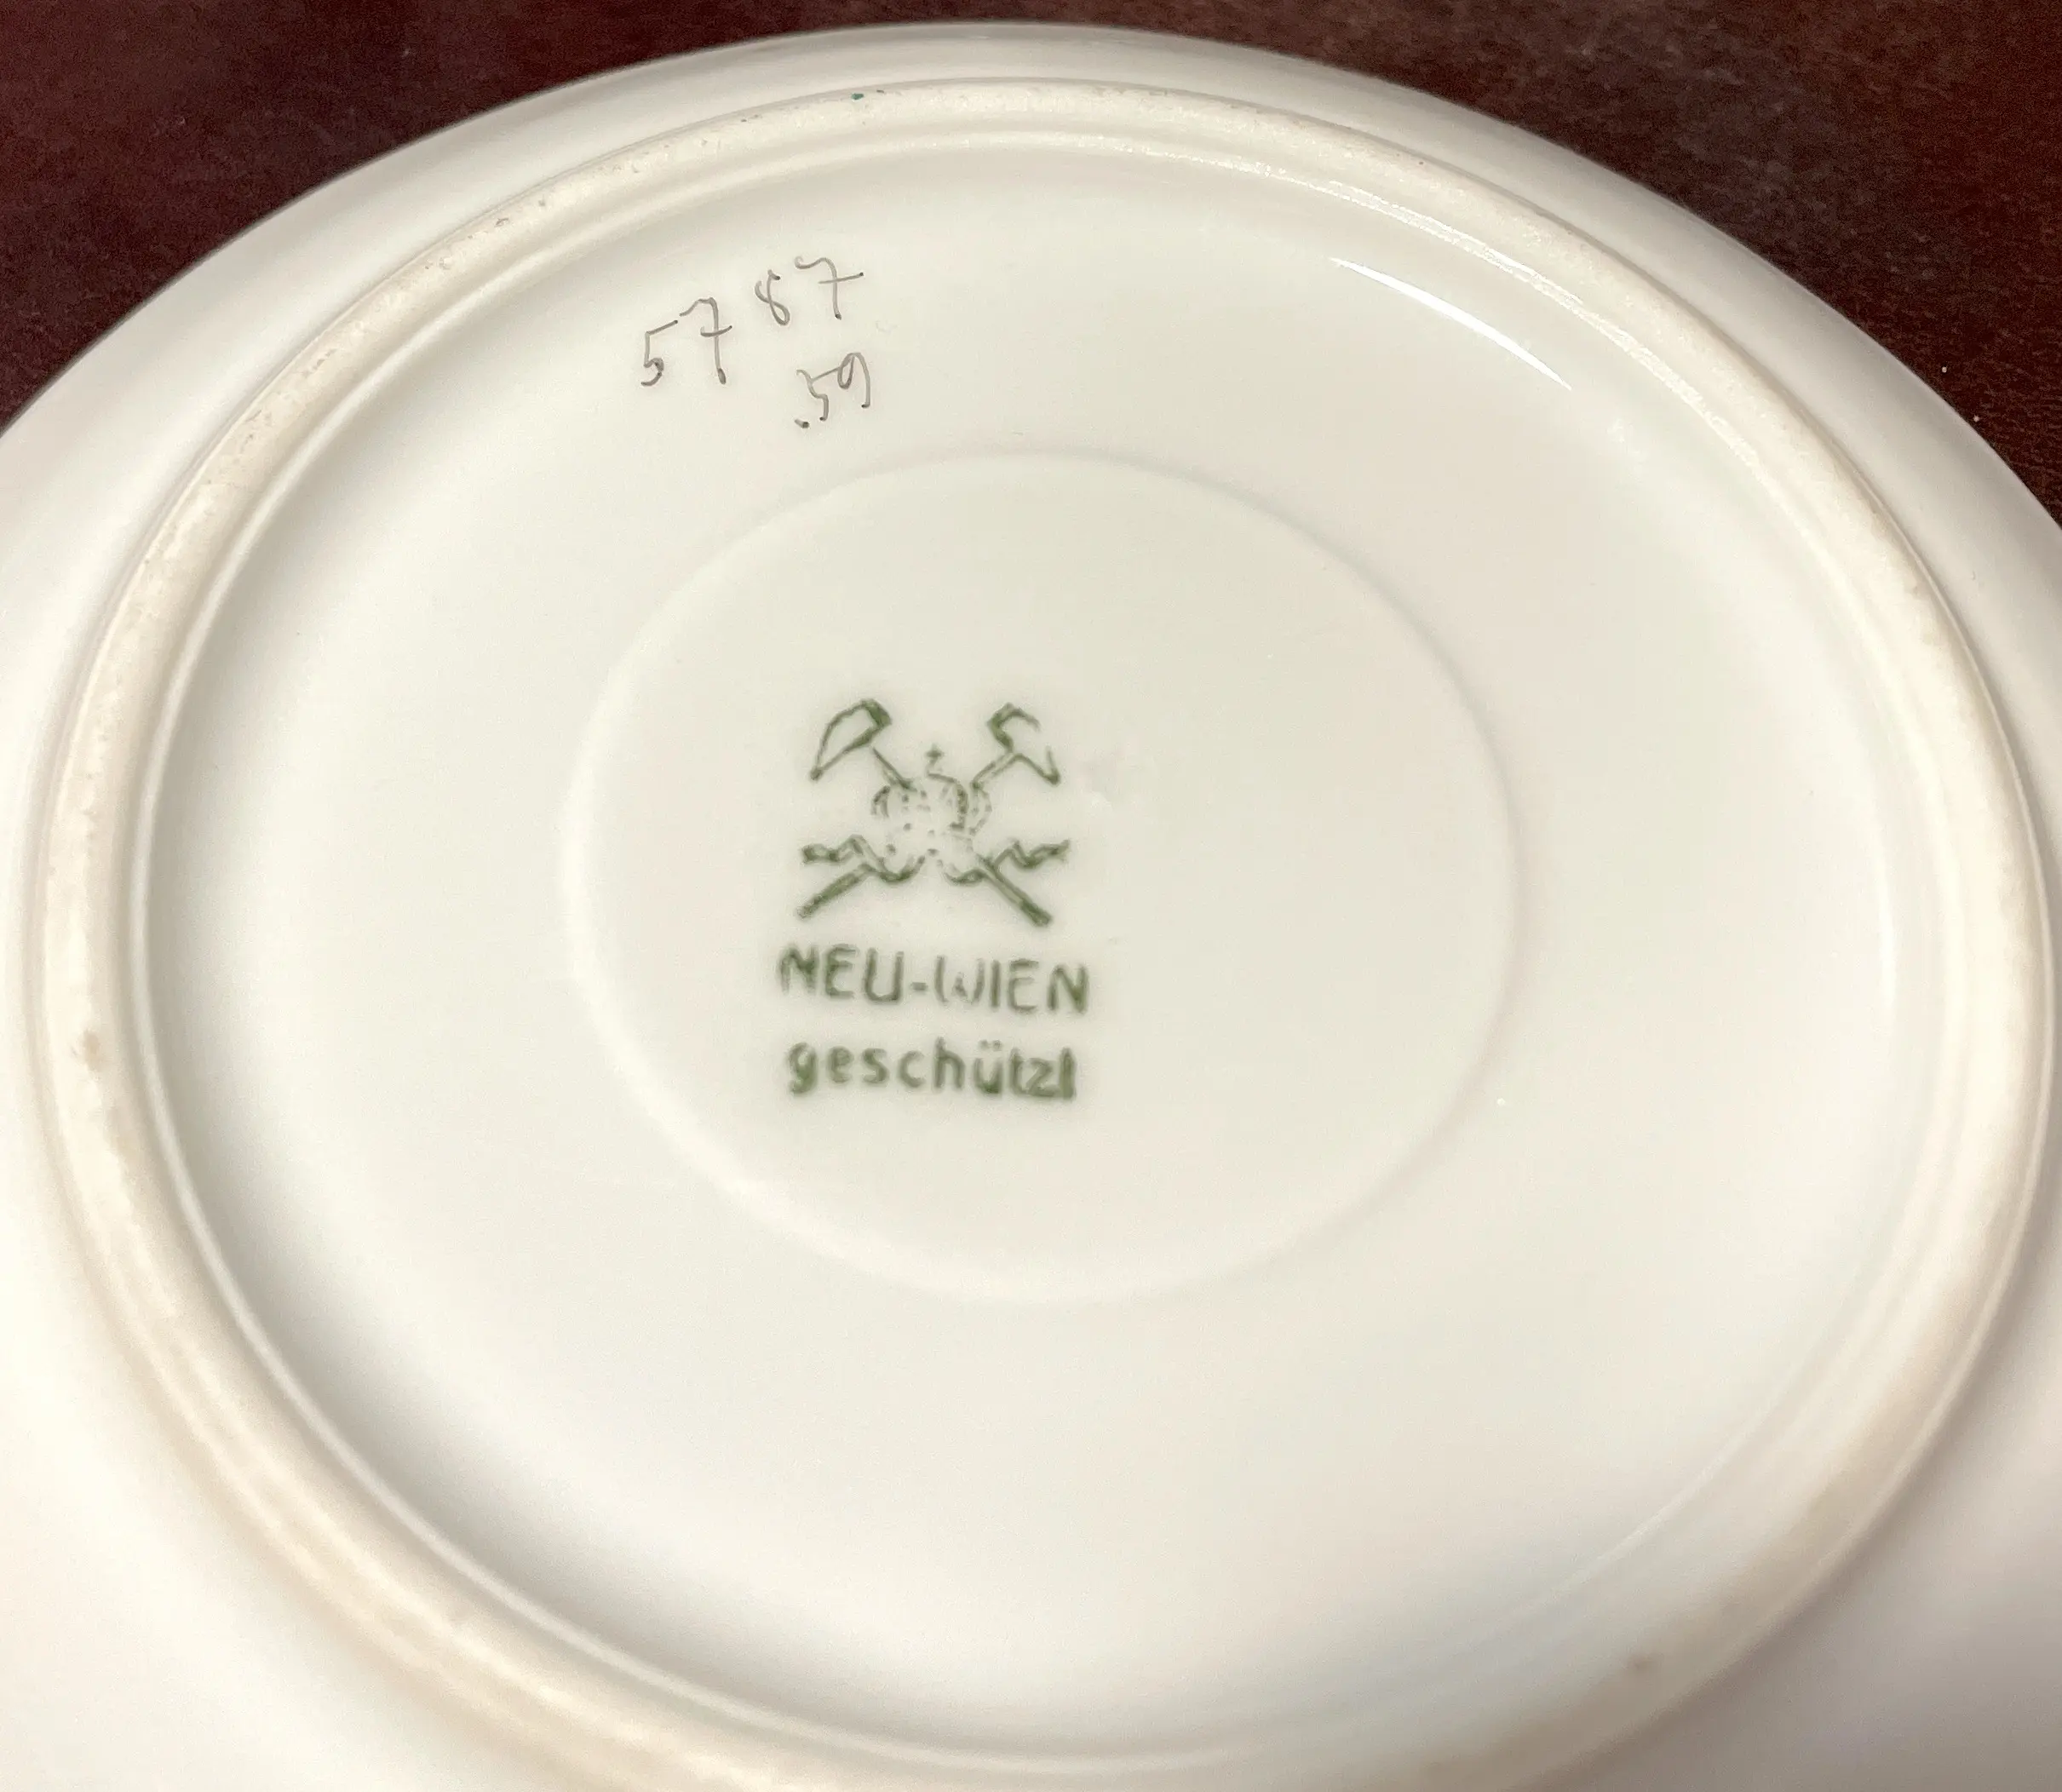 5787
.59
NEU-WIEN
geschützt